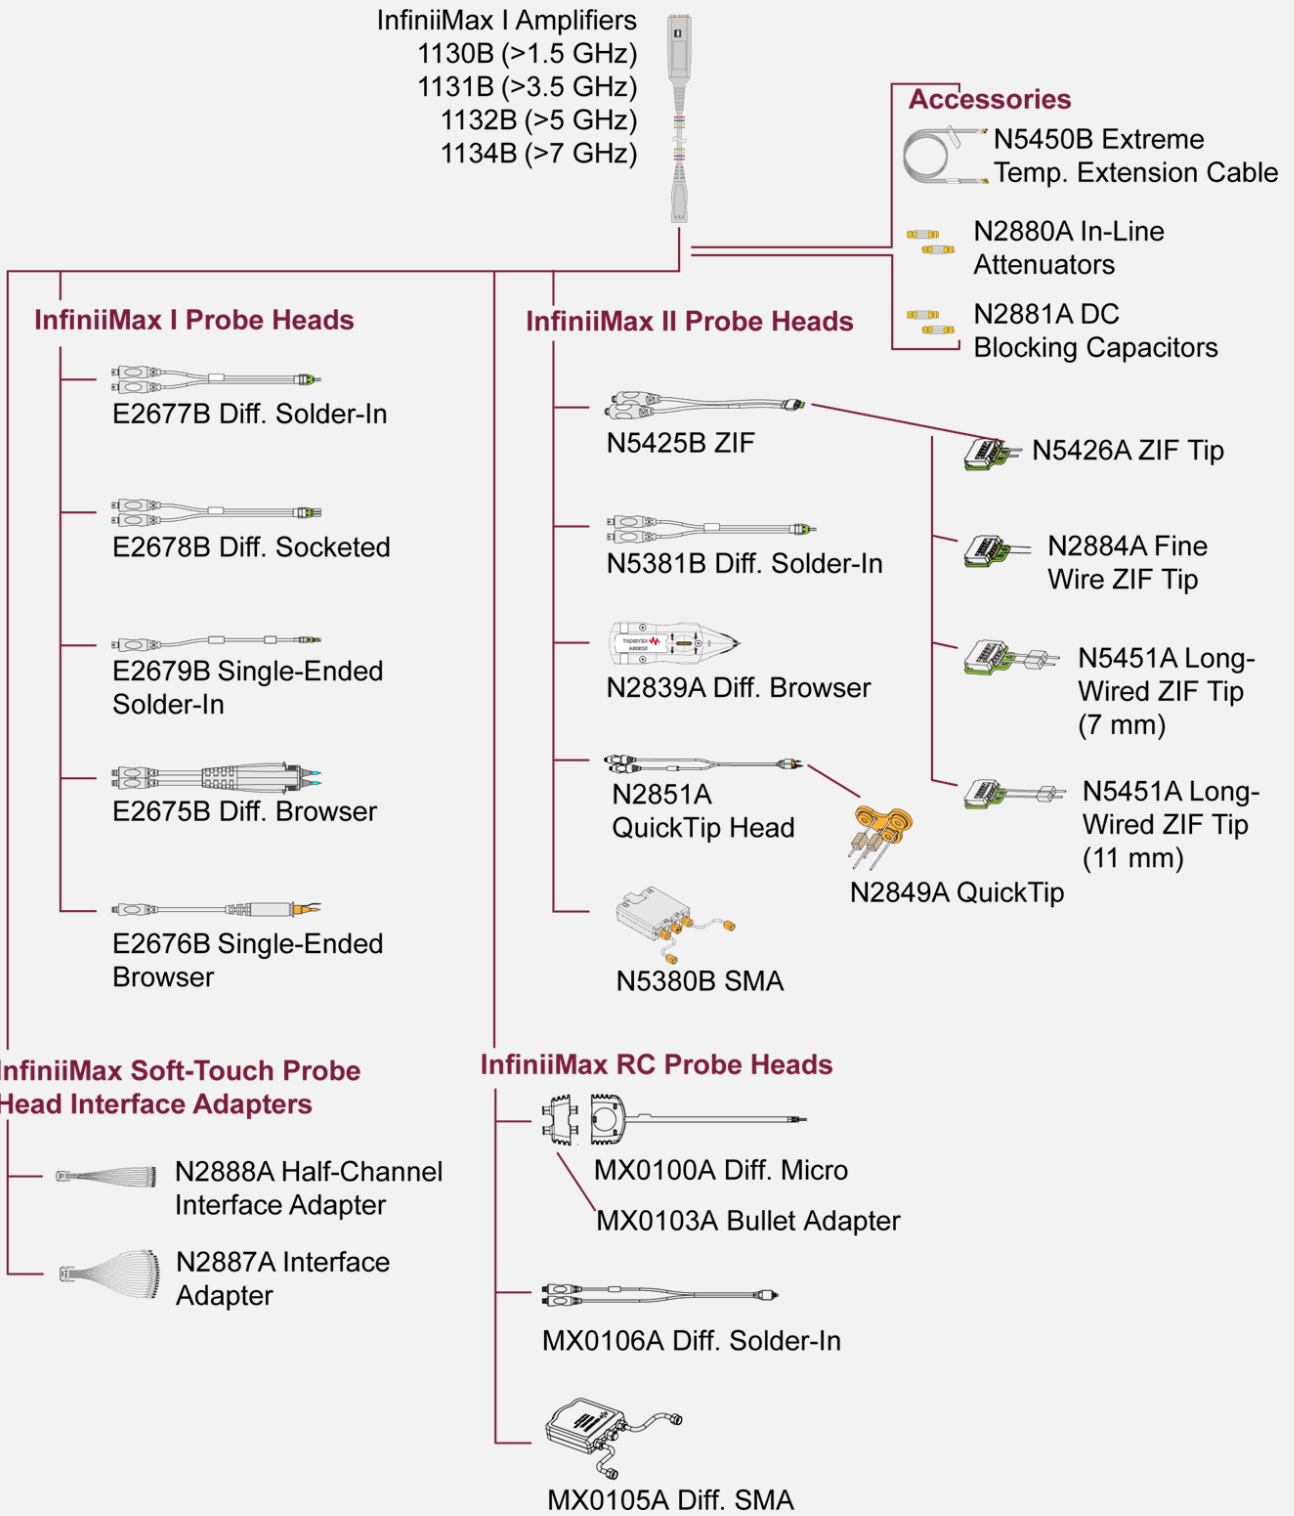 InfiniiMax I Amplifiers
1130B (>1.5 GHz)
1131B (>3.5 GHz)
1132B (>5 GHz)
1134B (>7 GHz)
Accessories
N5450B Extreme
Temp. Extension Cable
N2880A In-Line
Attenuators
N2881A DC
Blocking Capacitors
InfiniiMax I Probe Heads
E2677B Diff. Solder-In
E2678B Diff. Socketed
E2679B Single-Ended
Solder-In
E2675B Diff. Browser
E2676B Single-Ended
Browser
InfiniiMax II Probe Heads
N5425B ZIF
N5426A ZIF Tip
N2884A Fine
Wire ZIF Tip
N5451A Long-
Wired ZIF Tip
(7 mm)
N5451A Long-
Wired ZIF Tip
(11 mm)
N5381B Diff. Solder-In
N2839A Diff. Browser
N2851A
QuickTip Head
N2849A QuickTip
N5380B SMA
InfiniiMax Soft-Touch Probe
Head Interface Adapters
N2888A Half-Channel
Interface Adapter
N2887A Interface
Adapter
InfiniiMax RC Probe Heads
MX0100A Diff. Micro
MX0103A Bullet Adapter
MX0106A Diff. Solder-In
MX0105A Diff. SMA